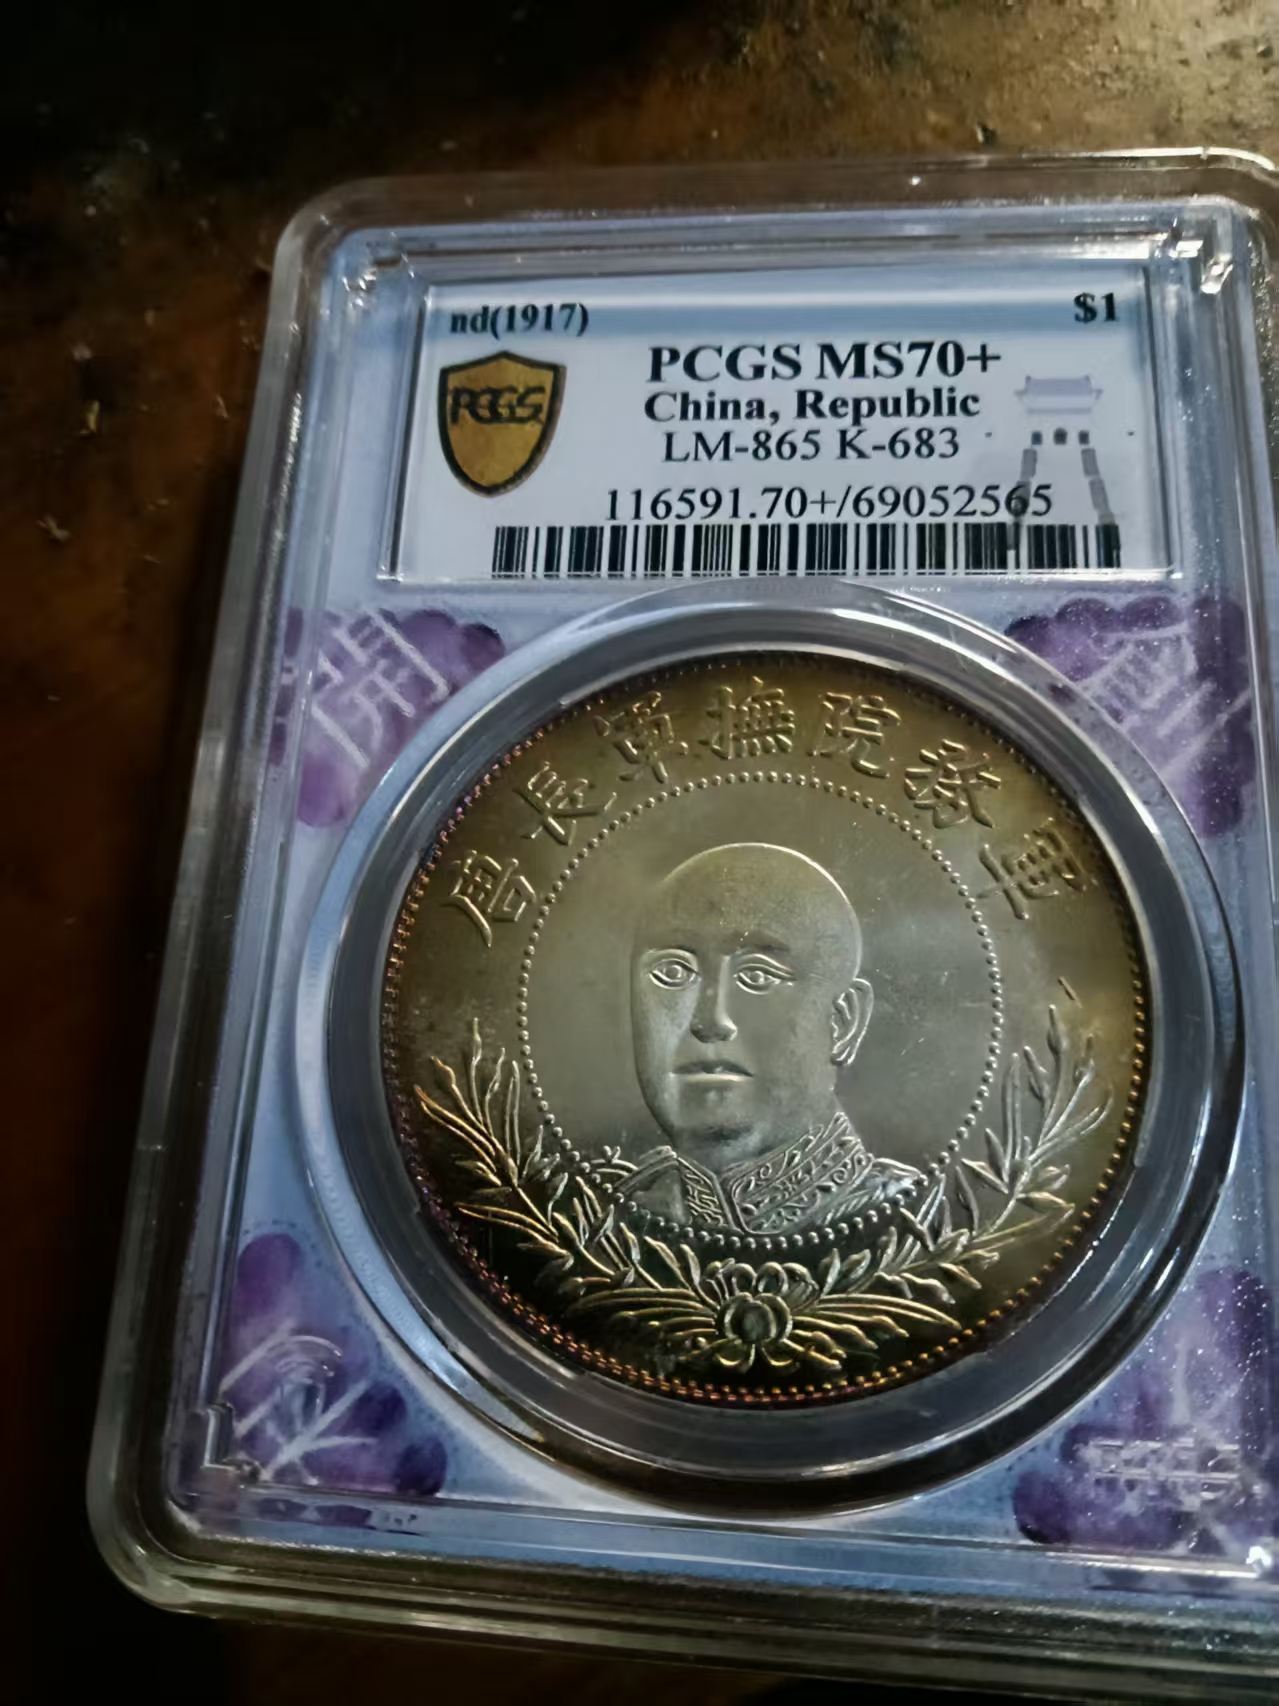 nd(1917) $1
PCGS MS70+
PCGS China, Republic
LM-865 K-683
116591.70+/69052565
軍務院撫軍長唐
開